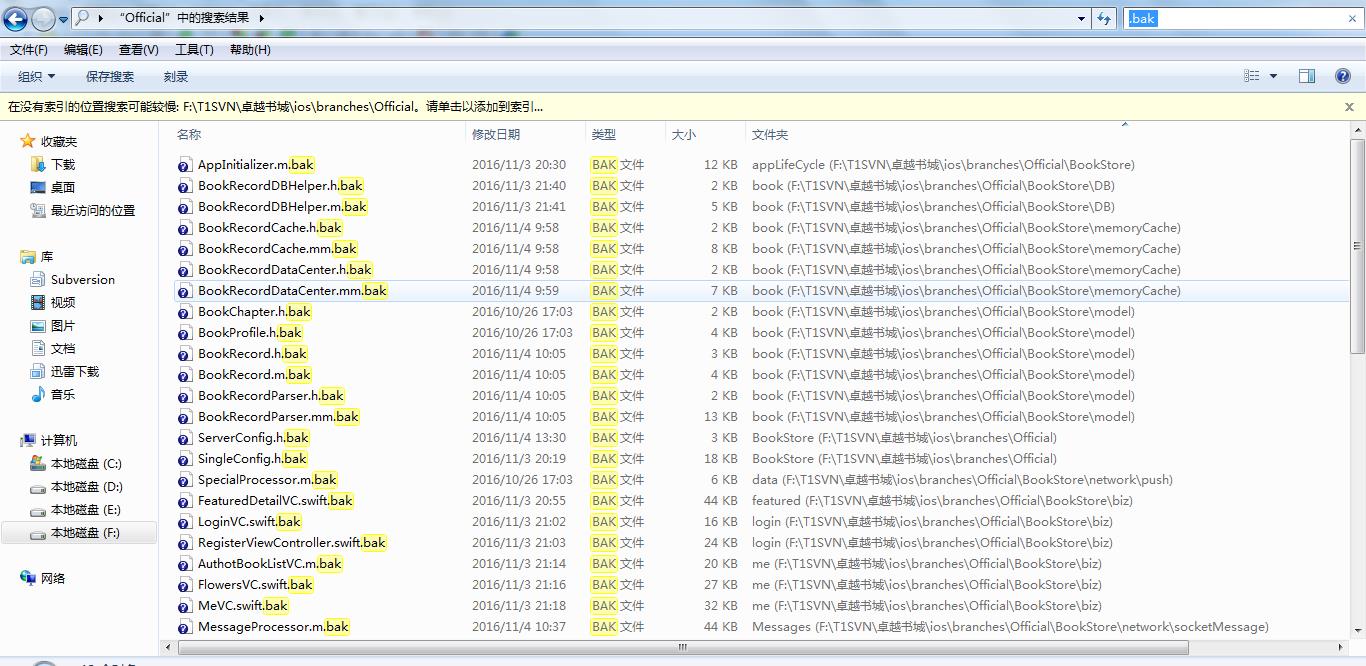 “Official”中的搜索结果
.bak
文件(F) 编辑(E) 查看(V) 工具(T) 帮助(H)
组织 保存搜索 刻录
在没有索引的位置搜索可能较慢: F:\T1SVN\卓越书城\ios\branches\Official。请单击以添加到索引...
收藏夹
下载
桌面
最近访问的位置
库
Subversion
视频
图片
文档
迅雷下载
音乐
计算机
本地磁盘 (C:)
本地磁盘 (D:)
本地磁盘 (E:)
本地磁盘 (F:)
网络
名称 修改日期 类型 大小 文件夹
AppInitializer.m.bak 2016/11/3 20:30 BAK 文件 12 KB appLifeCycle (F:\T1SVN\卓越书城\ios\branches\Official\BookStore)
BookRecordDBHelper.h.bak 2016/11/3 21:40 BAK 文件 2 KB book (F:\T1SVN\卓越书城\ios\branches\Official\BookStore\DB)
BookRecordDBHelper.m.bak 2016/11/3 21:41 BAK 文件 5 KB book (F:\T1SVN\卓越书城\ios\branches\Official\BookStore\DB)
BookRecordCache.h.bak 2016/11/4 9:58 BAK 文件 2 KB book (F:\T1SVN\卓越书城\ios\branches\Official\BookStore\memoryCache)
BookRecordCache.mm.bak 2016/11/4 9:58 BAK 文件 8 KB book (F:\T1SVN\卓越书城\ios\branches\Official\BookStore\memoryCache)
BookRecordDataCenter.h.bak 2016/11/4 9:58 BAK 文件 2 KB book (F:\T1SVN\卓越书城\ios\branches\Official\BookStore\memoryCache)
BookRecordDataCenter.mm.bak 2016/11/4 9:59 BAK 文件 7 KB book (F:\T1SVN\卓越书城\ios\branches\Official\BookStore\memoryCache)
BookChapter.h.bak 2016/10/26 17:03 BAK 文件 2 KB book (F:\T1SVN\卓越书城\ios\branches\Official\BookStore\model)
BookProfile.h.bak 2016/10/26 17:03 BAK 文件 4 KB book (F:\T1SVN\卓越书城\ios\branches\Official\BookStore\model)
BookRecord.h.bak 2016/11/4 10:05 BAK 文件 3 KB book (F:\T1SVN\卓越书城\ios\branches\Official\BookStore\model)
BookRecord.m.bak 2016/11/4 10:05 BAK 文件 4 KB book (F:\T1SVN\卓越书城\ios\branches\Official\BookStore\model)
BookRecordParser.h.bak 2016/11/4 10:05 BAK 文件 2 KB book (F:\T1SVN\卓越书城\ios\branches\Official\BookStore\model)
BookRecordParser.mm.bak 2016/11/4 10:05 BAK 文件 13 KB book (F:\T1SVN\卓越书城\ios\branches\Official\BookStore\model)
ServerConfig.h.bak 2016/11/4 13:30 BAK 文件 3 KB BookStore (F:\T1SVN\卓越书城\ios\branches\Official)
SingleConfig.h.bak 2016/11/3 20:19 BAK 文件 18 KB BookStore (F:\T1SVN\卓越书城\ios\branches\Official)
SpecialProcessor.m.bak 2016/10/26 17:03 BAK 文件 6 KB data (F:\T1SVN\卓越书城\ios\branches\Official\BookStore\network\push)
FeaturedDetailVC.swift.bak 2016/11/3 20:55 BAK 文件 44 KB featured (F:\T1SVN\卓越书城\ios\branches\Official\BookStore\biz)
LoginVC.swift.bak 2016/11/3 21:02 BAK 文件 16 KB login (F:\T1SVN\卓越书城\ios\branches\Official\BookStore\biz)
RegisterViewController.swift.bak 2016/11/3 21:03 BAK 文件 24 KB login (F:\T1SVN\卓越书城\ios\branches\Official\BookStore\biz)
AuthotBookListVC.m.bak 2016/11/3 21:14 BAK 文件 20 KB me (F:\T1SVN\卓越书城\ios\branches\Official\BookStore\biz)
FlowersVC.swift.bak 2016/11/3 21:16 BAK 文件 27 KB me (F:\T1SVN\卓越书城\ios\branches\Official\BookStore\biz)
MeVC.swift.bak 2016/11/3 21:18 BAK 文件 32 KB me (F:\T1SVN\卓越书城\ios\branches\Official\BookStore\biz)
MessageProcessor.m.bak 2016/11/4 10:37 BAK 文件 44 KB Messages (F:\T1SVN\卓越书城\ios\branches\Official\BookStore\network\socketMessage)